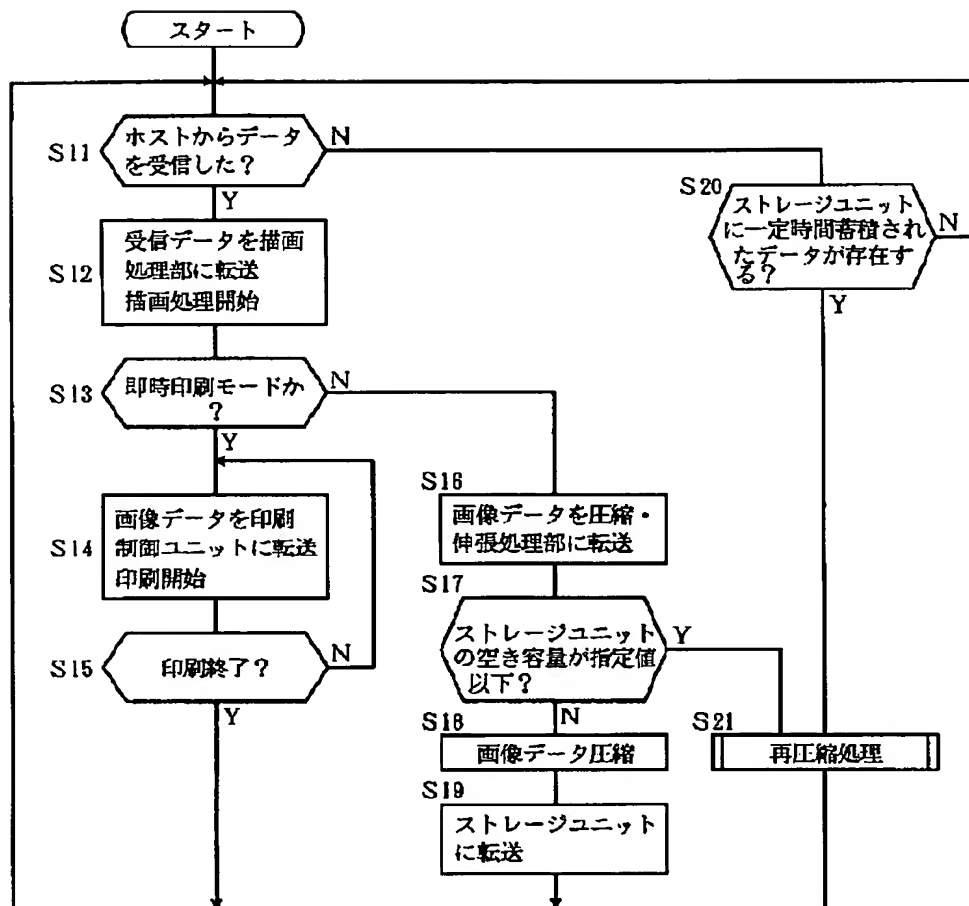 スタート
S11
ホストからデータ
を受信した?
N
Y
S20
ストレージユニット
に一定時間蓄積され
たデータが存在す
る?
N
Y
S12
受信データを描画
処理部に転送
描画処理開始
S13
即時印刷モードか
?
N
Y
S14
画像データを印刷
制御ユニットに転送
印刷開始
S15
印刷終了?
N
Y
S16
画像データを圧縮・
伸張処理部に転送
S17
ストレージユニット
の空き容量が指定値
以下?
Y
N
S18
画像データ圧縮
S19
ストレージユニット
に転送
S21
再圧縮処理